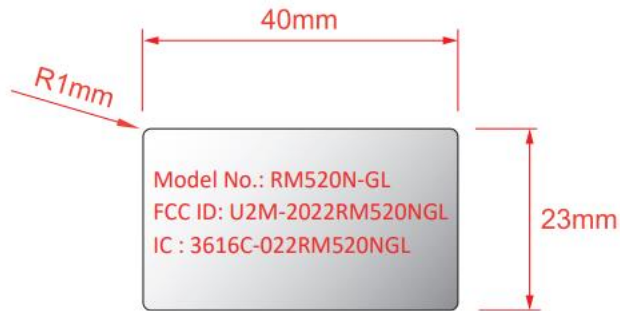 40mm
R1mm
Model No.: RM520N-GL
FCC ID: U2M-2022RM520NGL
IC : 3616C-022RM520NGL
23mm